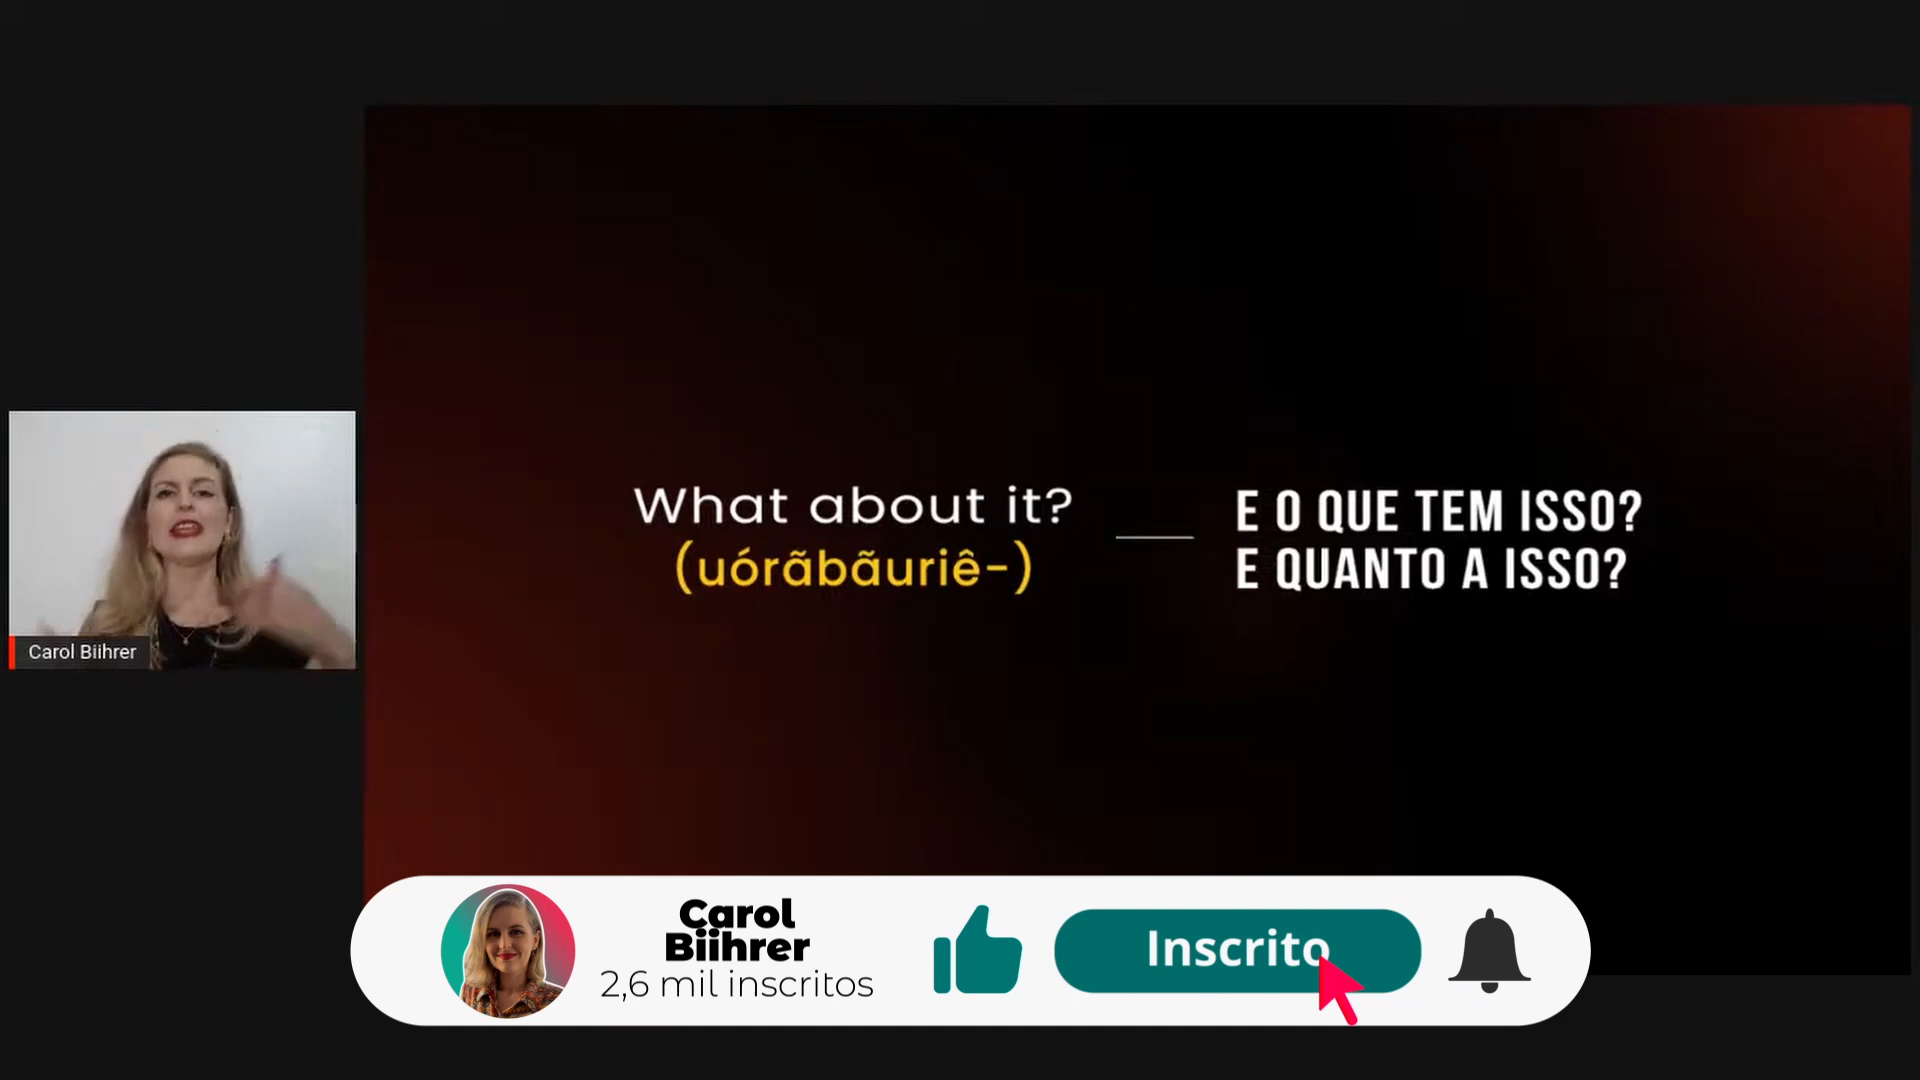 What about it?
(uórãbãuriê-)
E O QUE TEM ISSO?
E QUANTO A ISSO?
Carol Biihrer
Carol
Biihrer
2,6 mil inscritos
Inscrito